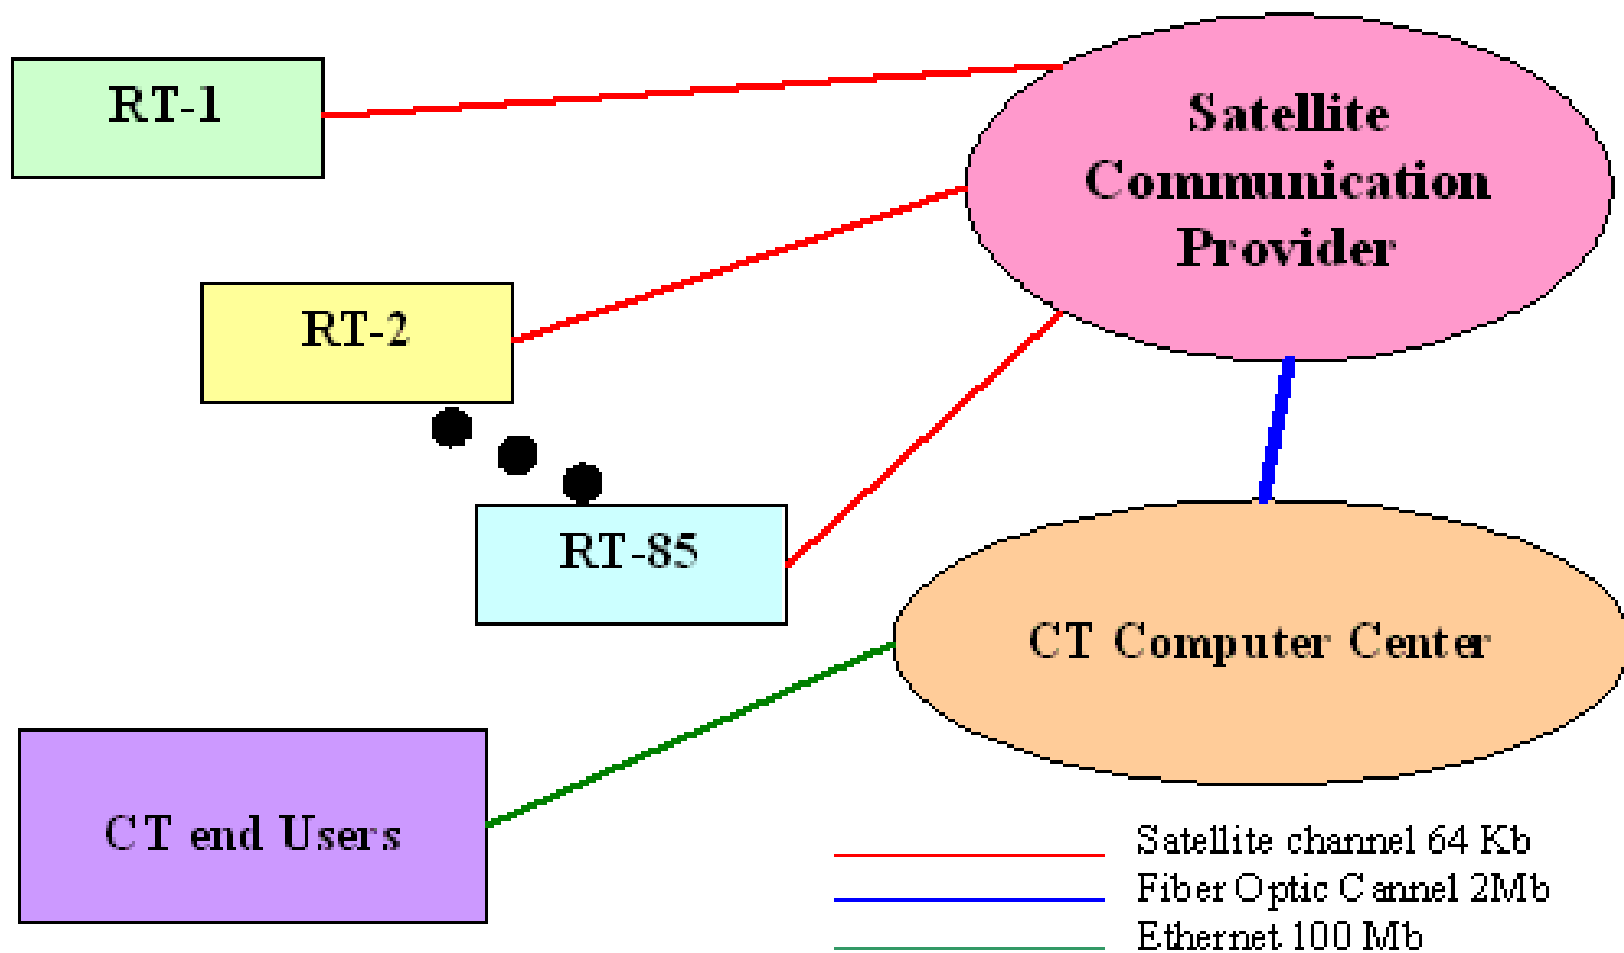 RT-1
Satellite
Communication
Provider
RT-2
RT-85
CT Computer Center
CT end Users
Satellite channel 64 Kb
Fiber Optic Cannel 2Mb
Ethernet 100 Mb